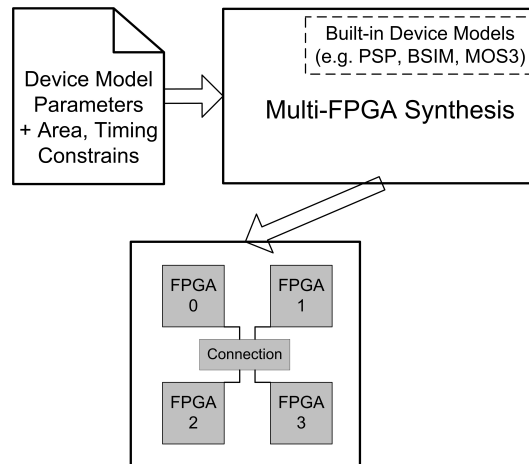 Device Model
Parameters
+ Area, Timing
Constrains
Built-in Device Models
(e.g. PSP, BSIM, MOS3)
Multi-FPGA Synthesis
FPGA
0
FPGA
1
Connection
FPGA
2
FPGA
3